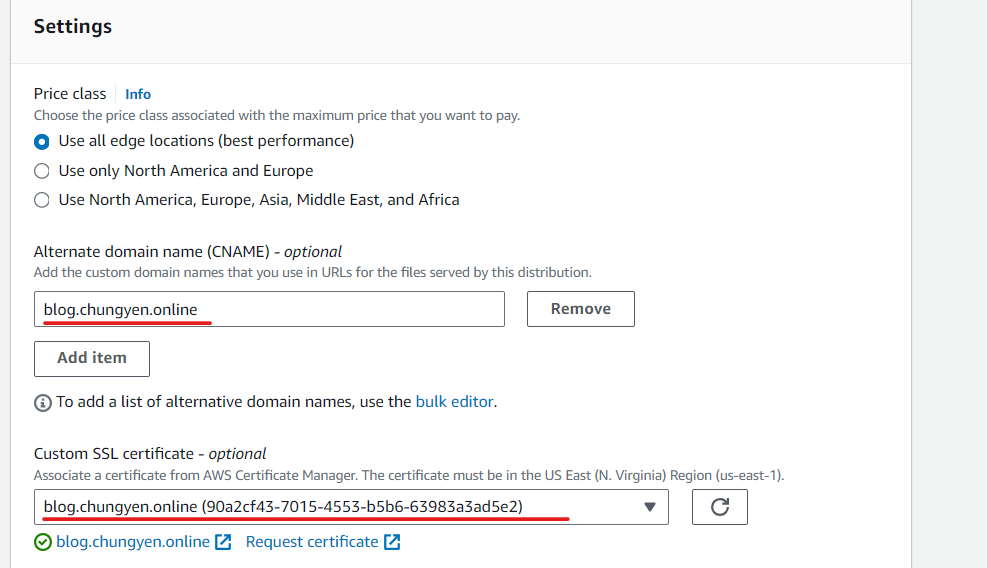 Settings
Price class Info
Choose the price class associated with the maximum price that you want to pay.
Use all edge locations (best performance)
Use only North America and Europe
Use North America, Europe, Asia, Middle East, and Africa
Alternate domain name (CNAME) - optional
Add the custom domain names that you use in URLs for the files served by this distribution.
blog.chungyen.online Remove
Add item
To add a list of alternative domain names, use the bulk editor.
Custom SSL certificate - optional
Associate a certificate from AWS Certificate Manager. The certificate must be in the US East (N. Virginia) Region (us-east-1).
blog.chungyen.online (90a2cf43-7015-4553-b5b6-63983a3ad5e2)
blog.chungyen.online Request certificate